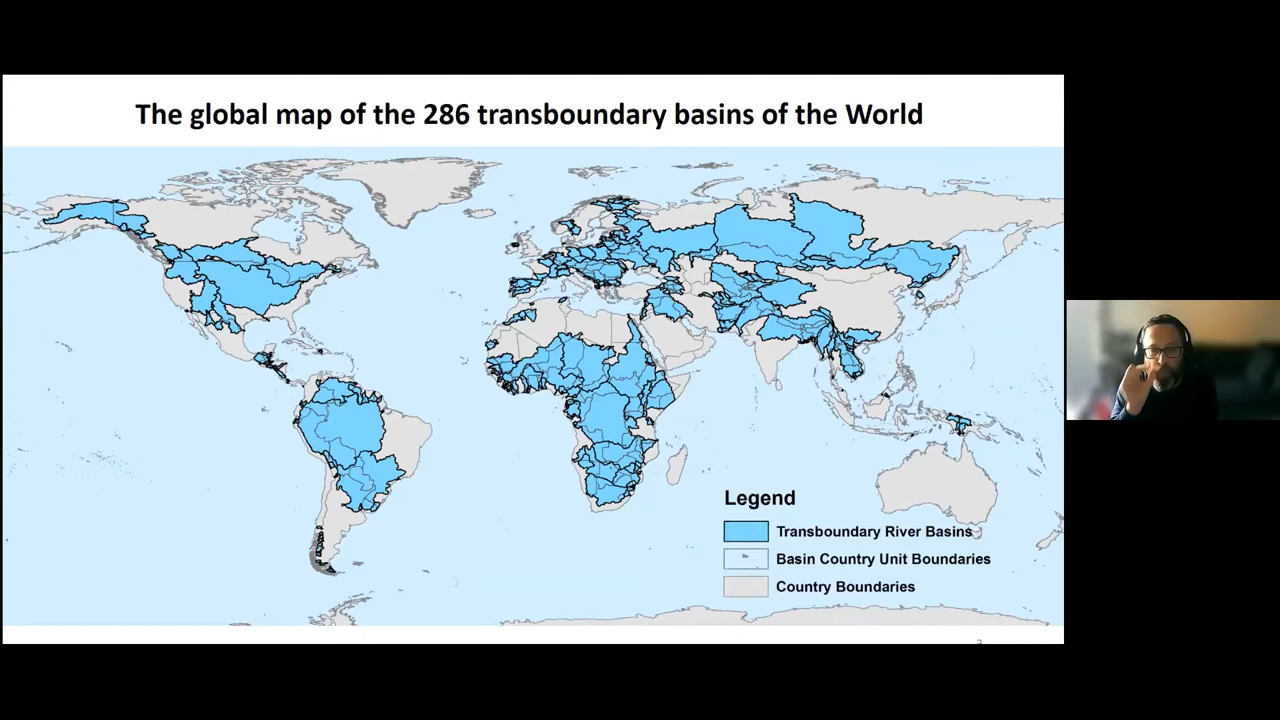 The global map of the 286 transboundary basins of the World
Legend
Transboundary River Basins
Basin Country Unit Boundaries
Country Boundaries